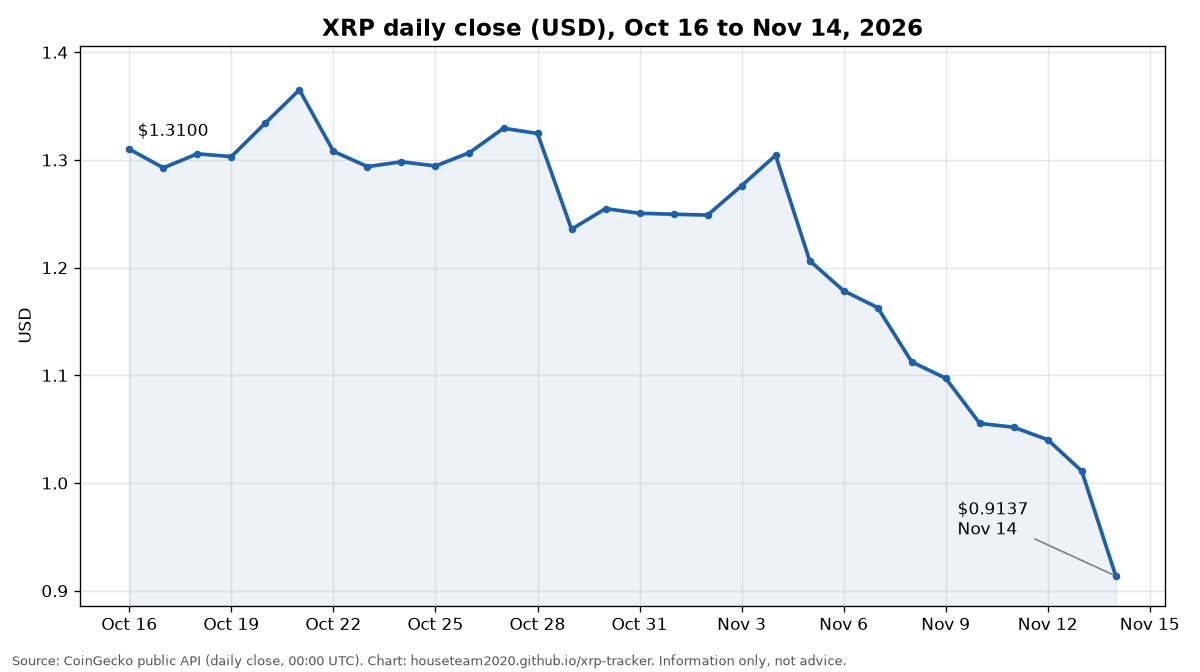 XRP daily close (USD), Oct 16 to Nov 14, 2026
1.4
1.3
1.2
1.1
1.0
0.9
USD
$1.3100
$0.9137
Nov 14
Oct 16 Oct 19 Oct 22 Oct 25 Oct 28 Oct 31 Nov 3 Nov 6 Nov 9 Nov 12 Nov 15
Source: CoinGecko public API (daily close, 00:00 UTC). Chart: houseteam2020.github.io/xrp-tracker. Information only, not advice.